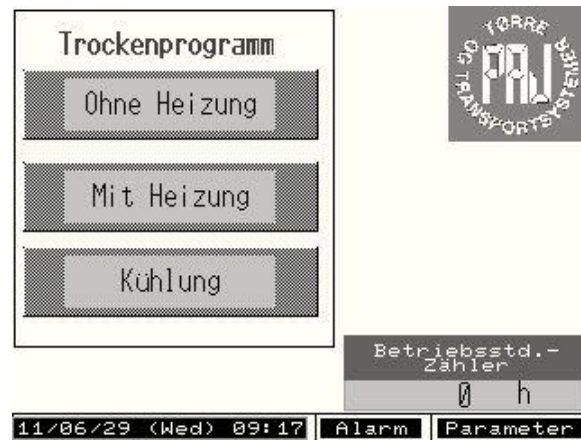 Trockenprogramm
Ohne Heizung
Mit Heizung
Kühlung
TØRRE
OG TRANSPORTSYSTEMER
PAJ
Betriebsstd.-
Zähler
0 h
11/06/29 (Wed) 09:17 Alarm Parameter